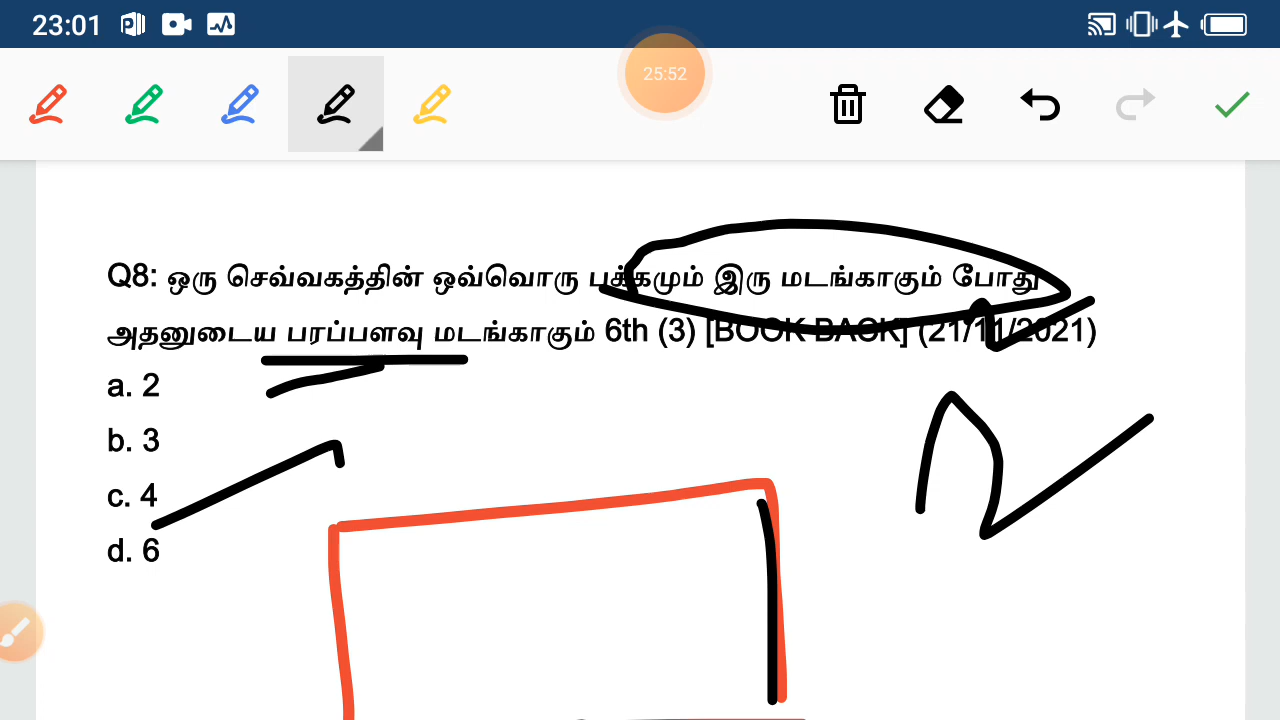 23:01
25:52
Q8: ஒரு செவ்வகத்தின் ஒவ்வொரு பக்கமும் இரு மடங்காகும் போது
அதனுடைய பரப்பளவு மடங்காகும் 6th (3) [BOOK BACK] (21/11/2021)
a. 2
b. 3
c. 4
d. 6